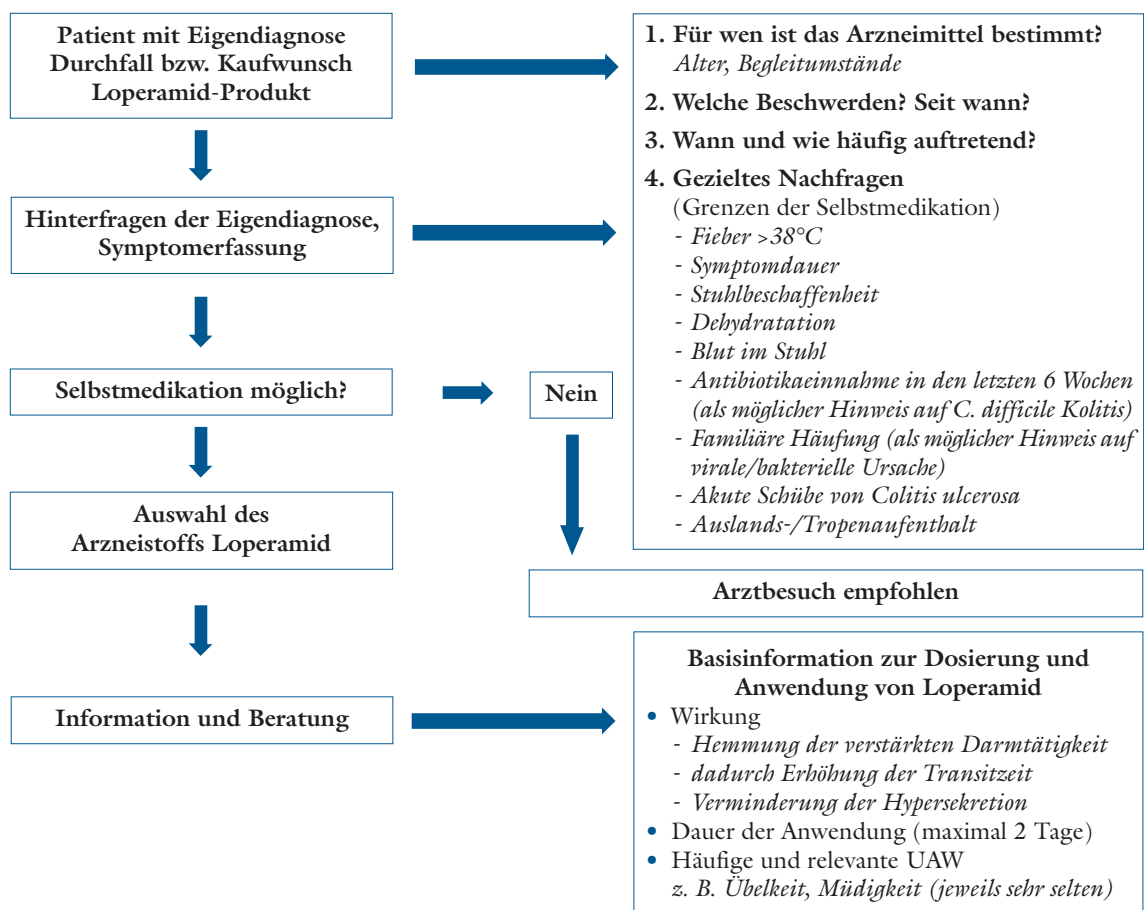 Patient mit Eigendiagnose
Durchfall bzw. Kaufwunsch
Loperamid-Produkt
1. Für wen ist das Arzneimittel bestimmt?
Alter, Begleitumstände
2. Welche Beschwerden? Seit wann?
3. Wann und wie häufig auftretend?
4. Gezieltes Nachfragen
(Grenzen der Selbstmedikation)
- Fieber >38°C
- Symptomdauer
- Stuhlbeschaffenheit
- Dehydratation
- Blut im Stuhl
- Antibiotikaeinnahme in den letzten 6 Wochen
(als möglicher Hinweis auf C. difficile Kolitis)
- Familiäre Häufung (als möglicher Hinweis auf
virale/bakterielle Ursache)
- Akute Schübe von Colitis ulcerosa
- Auslands-/Tropenaufenthalt
Hinterfragen der Eigendiagnose,
Symptomerfassung
Selbstmedikation möglich?
Nein
Auswahl des
Arzneistoffs Loperamid
Arztbesuch empfohlen
Information und Beratung
Basisinformation zur Dosierung und
Anwendung von Loperamid
• Wirkung
- Hemmung der verstärkten Darmtätigkeit
- dadurch Erhöhung der Transitzeit
- Verminderung der Hypersekretion
• Dauer der Anwendung (maximal 2 Tage)
• Häufige und relevante UAW
z. B. Übelkeit, Müdigkeit (jeweils sehr selten)